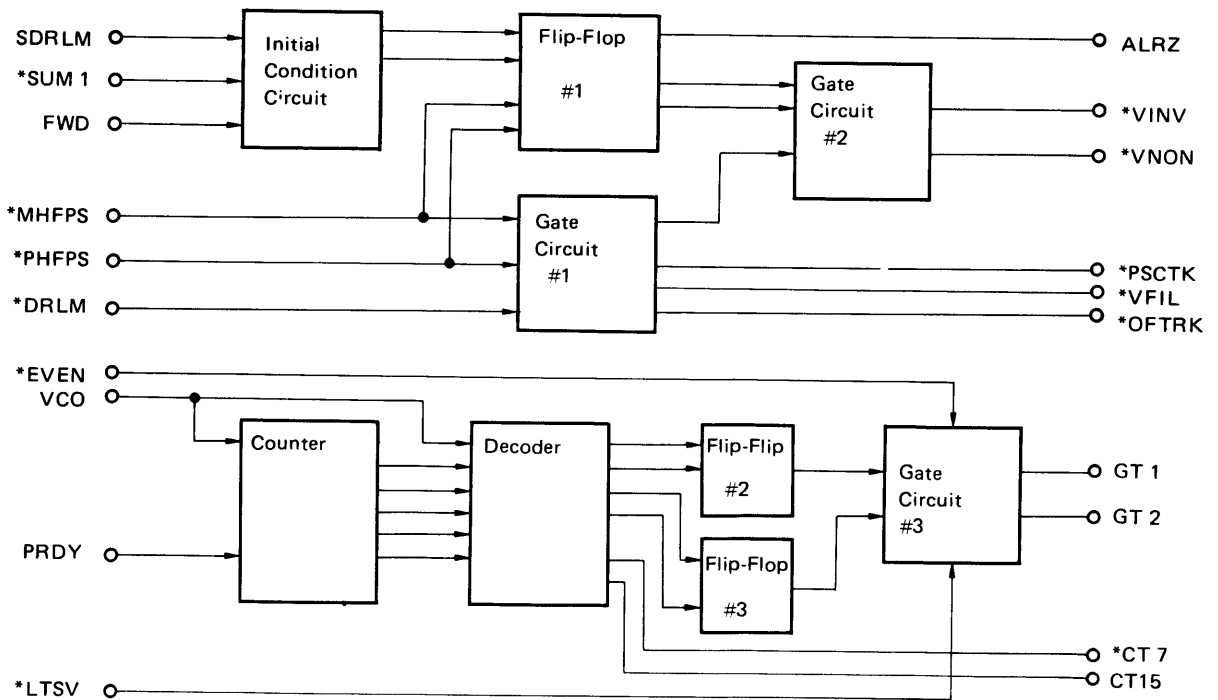 SDRLM
*SUM 1
FWD
Initial
Condition
Circuit
Flip-Flop
#1
ALRZ
Gate
Circuit
#2
*VINV
*VNON
*MHFPS
*PHFPS
*DRLM
Gate
Circuit
#1
*PSCTK
*VFIL
*OFTRK
*EVEN
VCO
PRDY
*LTSV
Counter
Decoder
Flip-Flip
#2
Flip-Flop
#3
Gate
Circuit
#3
GT 1
GT 2
*CT 7
CT15